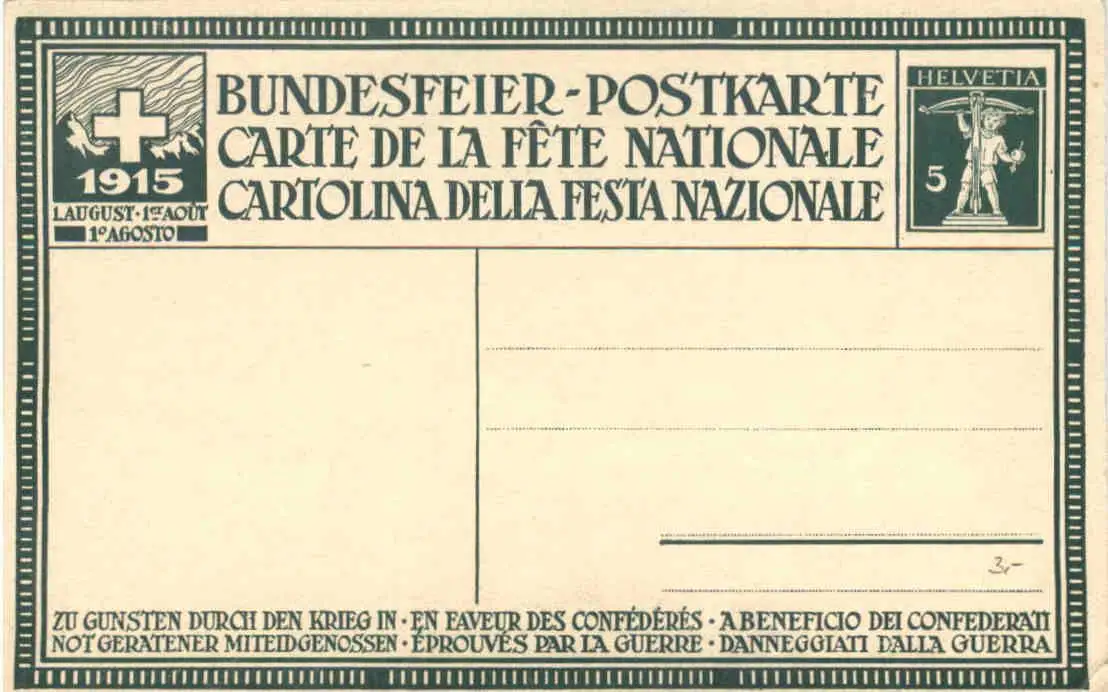 BUNDESFEIER-POSTKARTE
CARTE DE LA FÊTE NATIONALE
CARTOLINA DELLA FESTA NAZIONALE
1915
1. AUGUST · 1ER AOÛT
1º AGOSTO
HELVETIA
5
3.-
ZU GUNSTEN DURCH DEN KRIEG IN · EN FAVEUR DES CONFÉDÉRÉS · A BENEFICIO DEI CONFEDERATI
NOT GERATENER MITEIDGENOSSEN · ÉPROUVÉS PAR LA GUERRE · DANNEGGIATI DALLA GUERRA